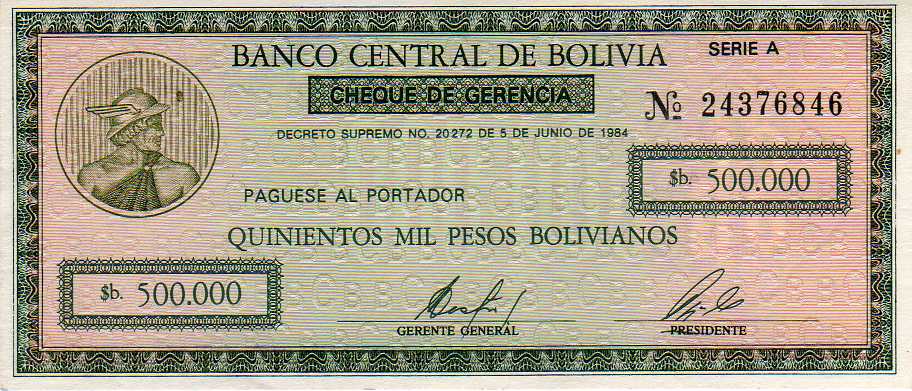 BANCO CENTRAL DE BOLIVIA
SERIE A
CHEQUE DE GERENCIA
Nº 24376846
DECRETO SUPREMO NO. 20272 DE 5 DE JUNIO DE 1984
$b. 500.000
PAGUESE AL PORTADOR
QUINIENTOS MIL PESOS BOLIVIANOS
$b. 500.000
GERENTE GENERAL
PRESIDENTE